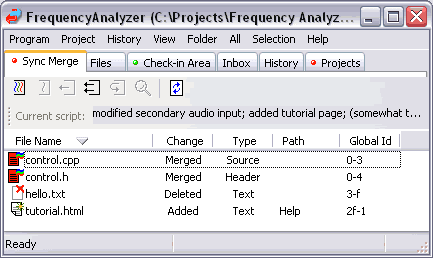 FrequencyAnalyzer (C:\Projects\Frequency Analyz...
Program Project History View Folder All Selection Help
Sync Merge Files Check-in Area Inbox History Projects
Current script: modified secondary audio input; added tutorial page; (somewhat t...
File Name Change Type Path Global Id
control.cpp Merged Source 0-3
control.h Merged Header 0-4
hello.txt Deleted Text 3-f
tutorial.html Added Text Help 2f-1
Ready